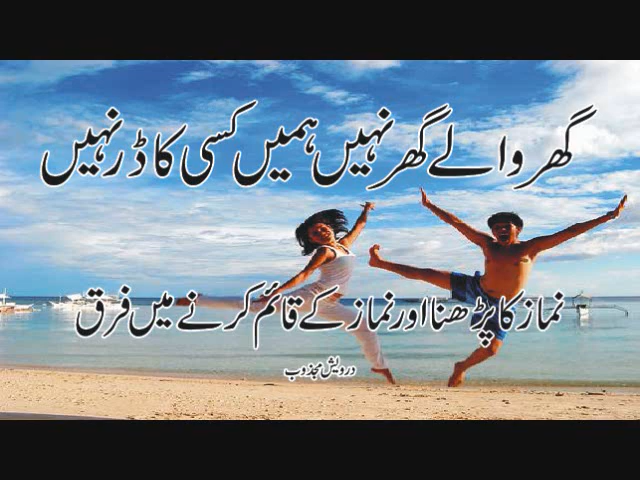 گھر والے گھر نہیں ہمیں کسی کا ڈر نہیں
نماز کا پڑھنا اور نماز کے قائم کرنے میں فرق
درویش مجذوب